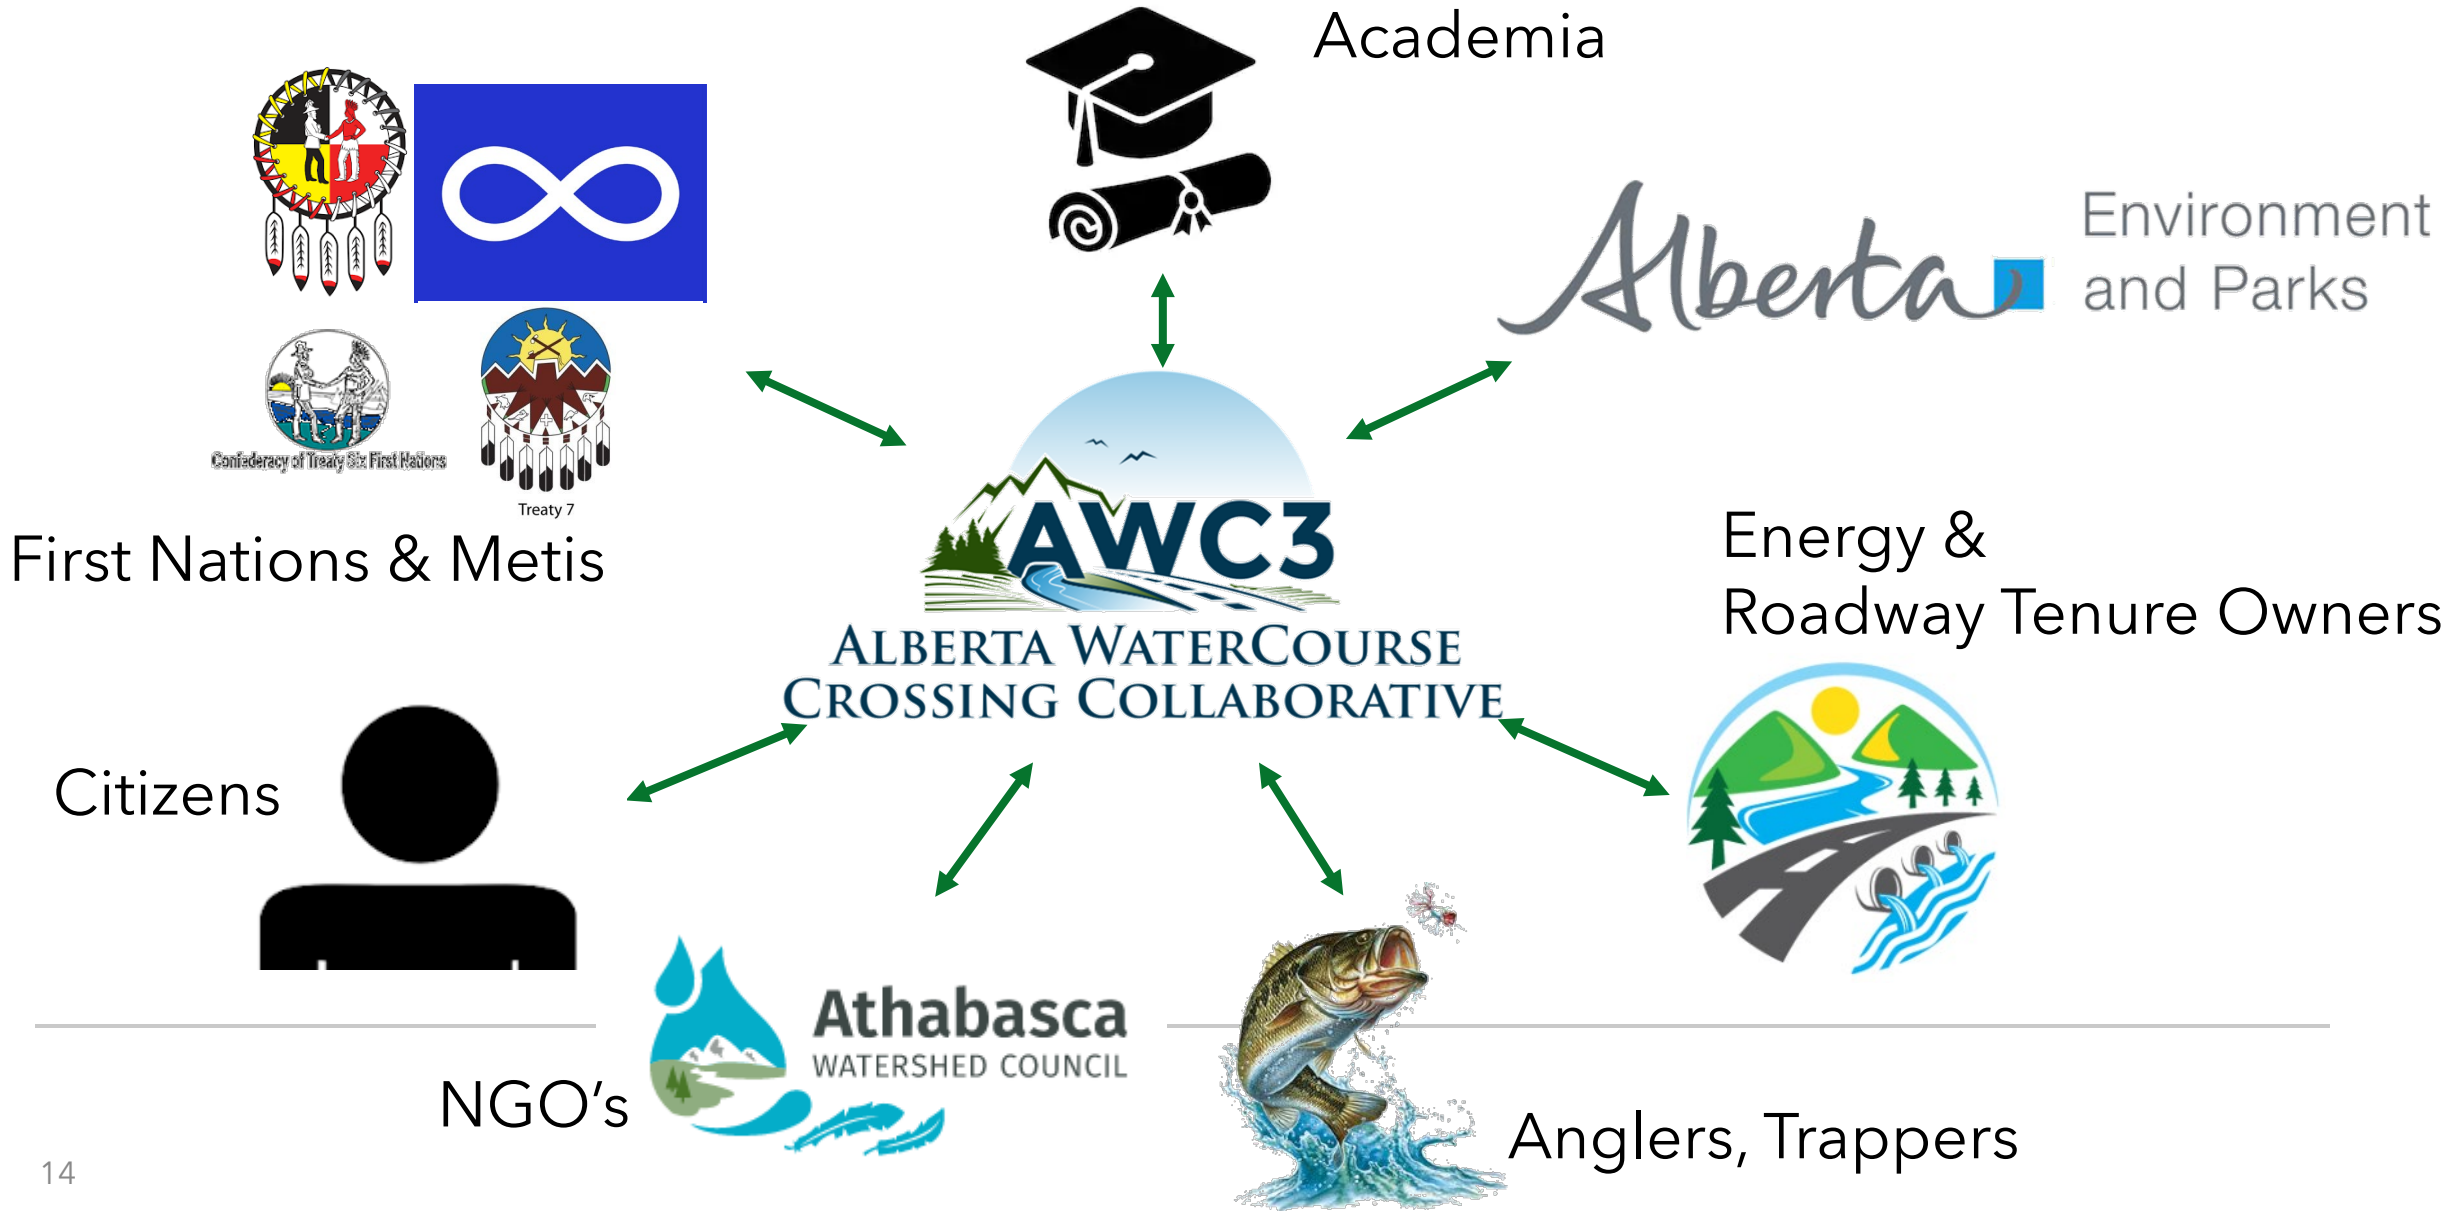 Academia
Alberta
Environment
and Parks
Confederacy of Treaty Six First Nations
Treaty 7
First Nations & Metis
AWC3
ALBERTA WATERCOURSE
CROSSING COLLABORATIVE
Energy &
Roadway Tenure Owners
Citizens
Athabasca
WATERSHED COUNCIL
NGO’s
Anglers, Trappers
14